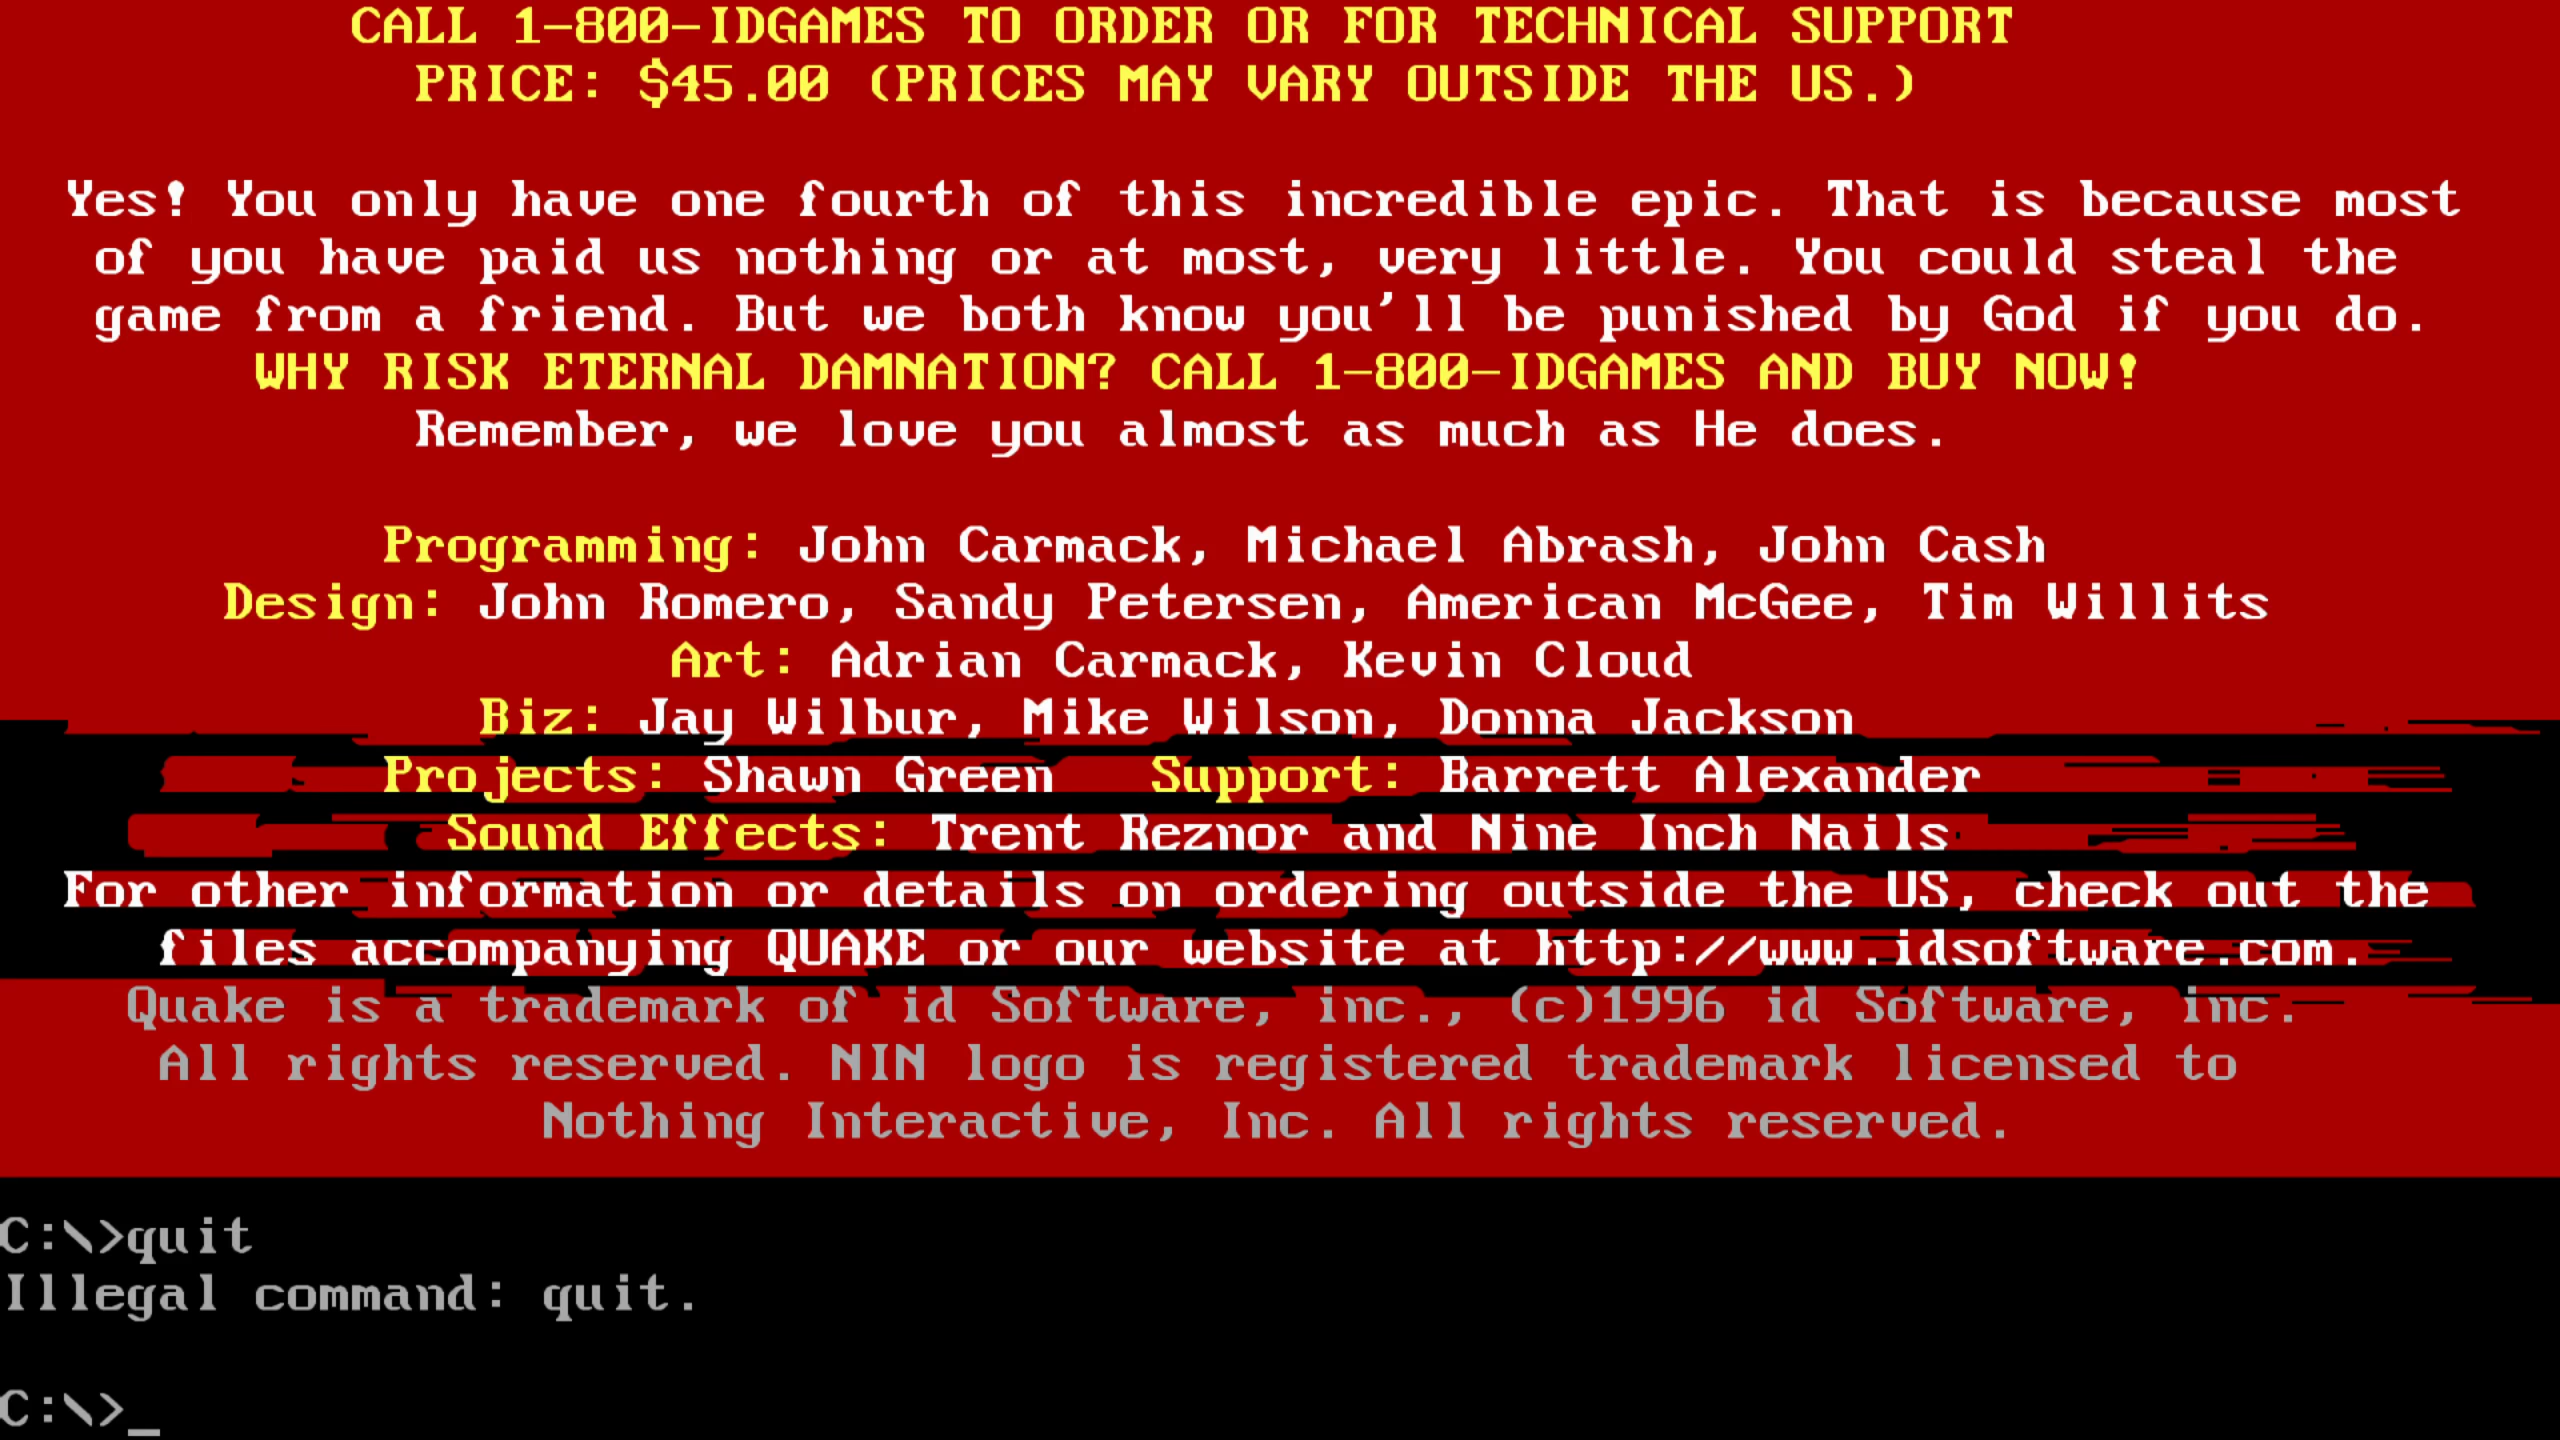 CALL 1-800-IDGAMES TO ORDER OR FOR TECHNICAL SUPPORT
PRICE: $45.00 (PRICES MAY VARY OUTSIDE THE US.)
Yes! You only have one fourth of this incredible epic. That is because most
of you have paid us nothing or at most, very little. You could steal the
game from a friend. But we both know you'll be punished by God if you do.
WHY RISK ETERNAL DAMNATION? CALL 1-800-IDGAMES AND BUY NOW!
Remember, we love you almost as much as He does.
Programming: John Carmack, Michael Abrash, John Cash
Design: John Romero, Sandy Petersen, American McGee, Tim Willits
Art: Adrian Carmack, Kevin Cloud
Biz: Jay Wilbur, Mike Wilson, Donna Jackson
Projects: Shawn Green   Support: Barrett Alexander
Sound Effects: Trent Reznor and Nine Inch Nails
For other information or details on ordering outside the US, check out the
files accompanying QUAKE or our website at http://www.idsoftware.com.
Quake is a trademark of id Software, inc., (c)1996 id Software, inc.
All rights reserved. NIN logo is registered trademark licensed to
Nothing Interactive, Inc. All rights reserved.
C:\>quit
Illegal command: quit.
C:\>_